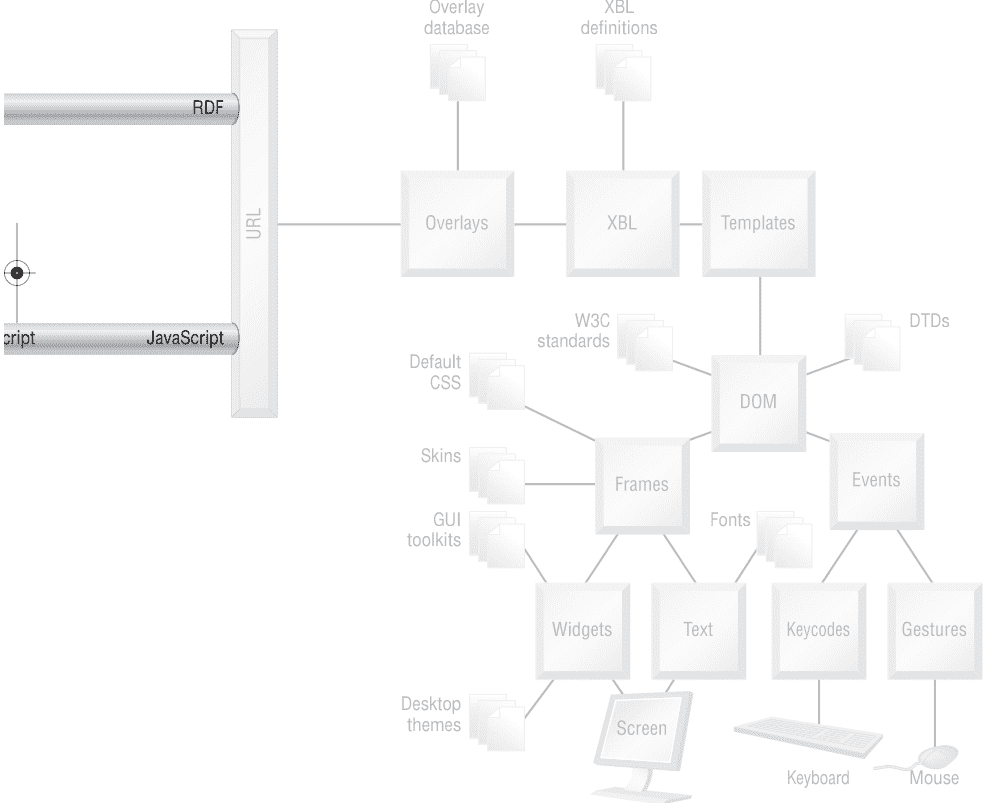 Overlay
database
XBL
definitions
RDF
URL
Overlays
XBL
Templates
cript
JavaScript
W3C
standards
DTDs
Default
CSS
DOM
Skins
Frames
Events
GUI
toolkits
Fonts
Widgets
Text
Keycodes
Gestures
Desktop
themes
Screen
Keyboard
Mouse